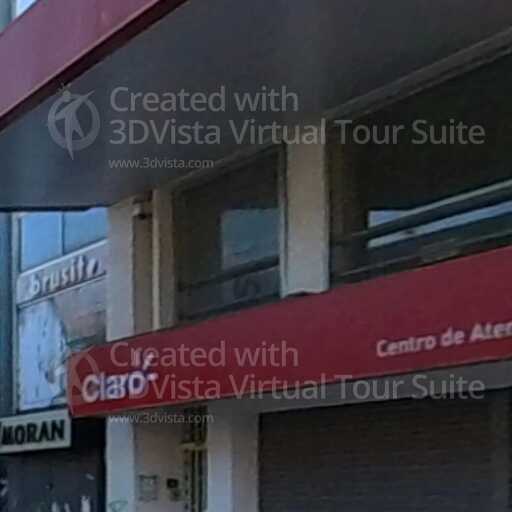 Created with
3DVista Virtual Tour Suite
www.3dvista.com
brusite
Created with
3DVista Virtual Tour Suite
www.3dvista.com
Claro
Centro de Aten
MORAN